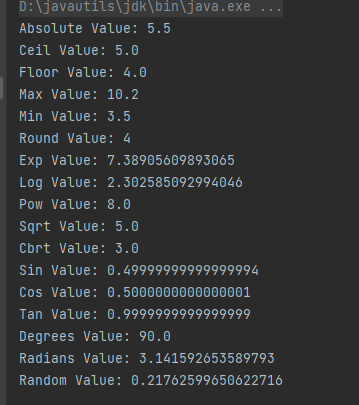 D:\javautils\jdk\bin\java.exe ...
Absolute Value: 5.5
Ceil Value: 5.0
Floor Value: 4.0
Max Value: 10.2
Min Value: 3.5
Round Value: 4
Exp Value: 7.38905609893065
Log Value: 2.302585092994046
Pow Value: 8.0
Sqrt Value: 5.0
Cbrt Value: 3.0
Sin Value: 0.49999999999999994
Cos Value: 0.5000000000000001
Tan Value: 0.9999999999999999
Degrees Value: 90.0
Radians Value: 3.141592653589793
Random Value: 0.21762599650622716